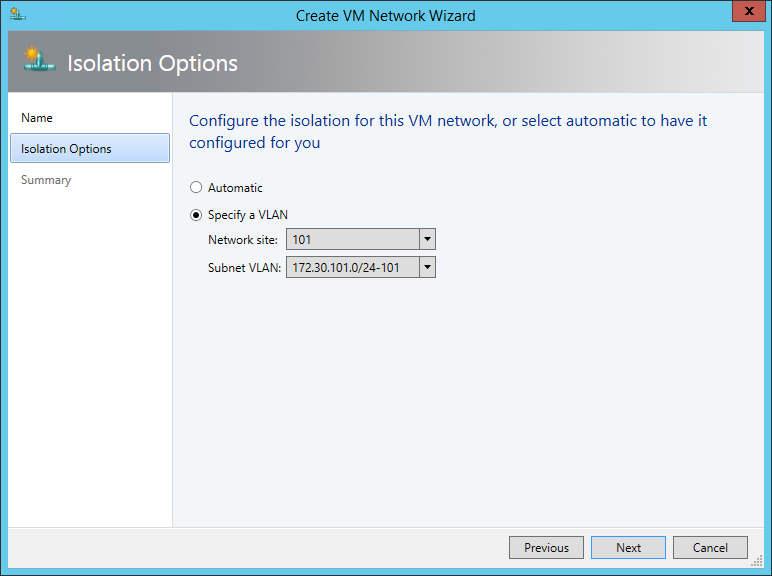 Create VM Network Wizard
x
Isolation Options
Name
Isolation Options
Summary
Configure the isolation for this VM network, or select automatic to have it
configured for you
Automatic
Specify a VLAN
Network site: 101
Subnet VLAN: 172.30.101.0/24-101
Previous Next Cancel